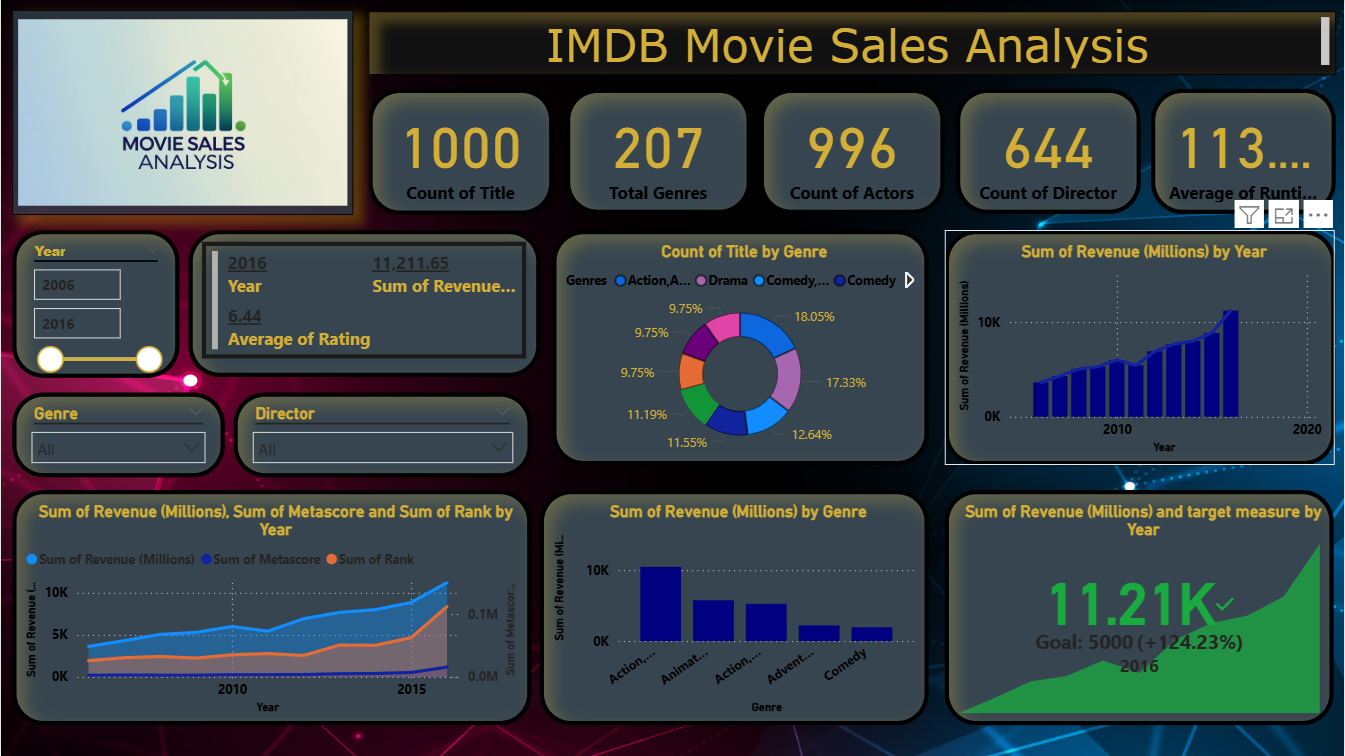 IMDB Movie Sales Analysis
MOVIE SALES
ANALYSIS
1000
Count of Title
207
Total Genres
996
Count of Actors
644
Count of Director
113....
Average of Runti...
Year
2006
2016
2016
Year
11,211.65
Sum of Revenue...
6.44
Average of Rating
Genre
All
Director
All
Count of Title by Genre
Genres
Action,A...
Drama
Comedy,...
Comedy
18.05%
17.33%
12.64%
11.55%
11.19%
9.75%
9.75%
9.75%
Sum of Revenue (Millions) by Year
Sum of Revenue (Millions)
10K
0K
2010
2020
Year
Sum of Revenue (Millions), Sum of Metascore and Sum of Rank by
Year
Sum of Revenue (Millions)
Sum of Metascore
Sum of Rank
Sum of Revenue (...
10K
5K
0K
0.1M
0.0M
Sum of Metascor...
2010
2015
Year
Sum of Revenue (Millions) by Genre
Sum of Revenue (Mi...
10K
0K
Action,...
Animat...
Action,...
Advent...
Comedy
Genre
Sum of Revenue (Millions) and target measure by
Year
11.21K
Goal: 5000 (+124.23%)
2016